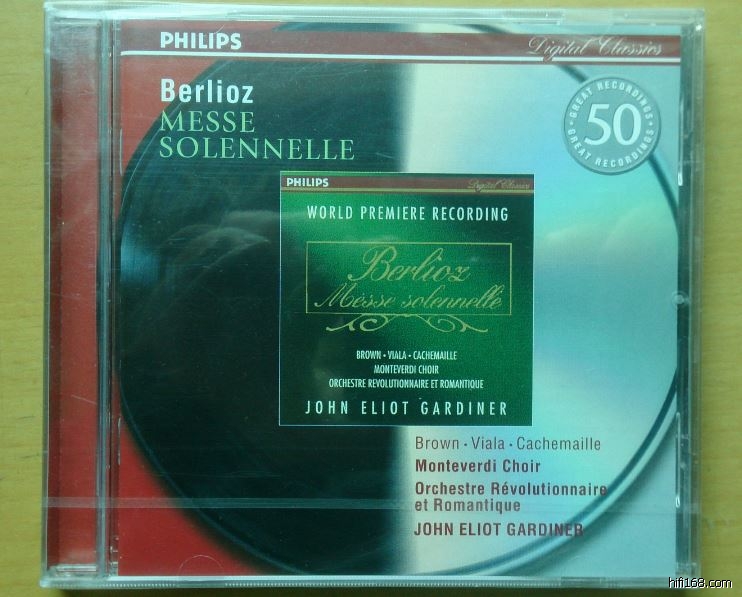 PHILIPS
Digital Classics
Berlioz
MESSE
SOLENNELLE
GREAT RECORDINGS
50
GREAT RECORDINGS
PHILIPS
Digital Classics
WORLD PREMIERE RECORDING
Berlioz
Messe solennelle
BROWN • VIALA • CACHEMAILLE
MONTEVERDI CHOIR
ORCHESTRE REVOLUTIONNAIRE ET ROMANTIQUE
JOHN ELIOT GARDINER
Brown · Viala · Cachemaille
Monteverdi Choir
Orchestre Révolutionnaire
et Romantique
JOHN ELIOT GARDINER
hifi168.com